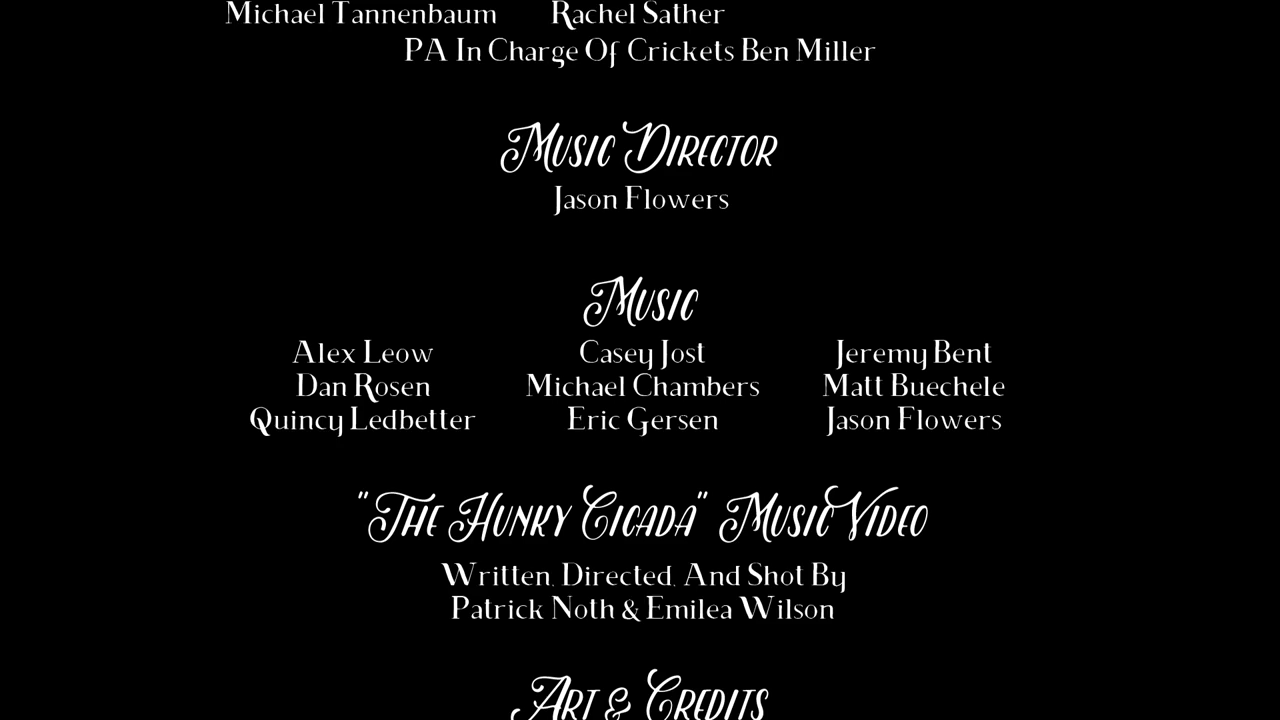 Michael Tannenbaum Rachel Sather
PA In Charge Of Crickets Ben Miller
Music Director
Jason Flowers
Music
Alex Leow Casey Jost Jeremy Bent
Dan Rosen Michael Chambers Matt Buechele
Quincy Ledbetter Eric Gersen Jason Flowers
"The Hunky Cicada" Music Video
Written, Directed, And Shot By
Patrick Noth & Emilea Wilson
Art & Credits